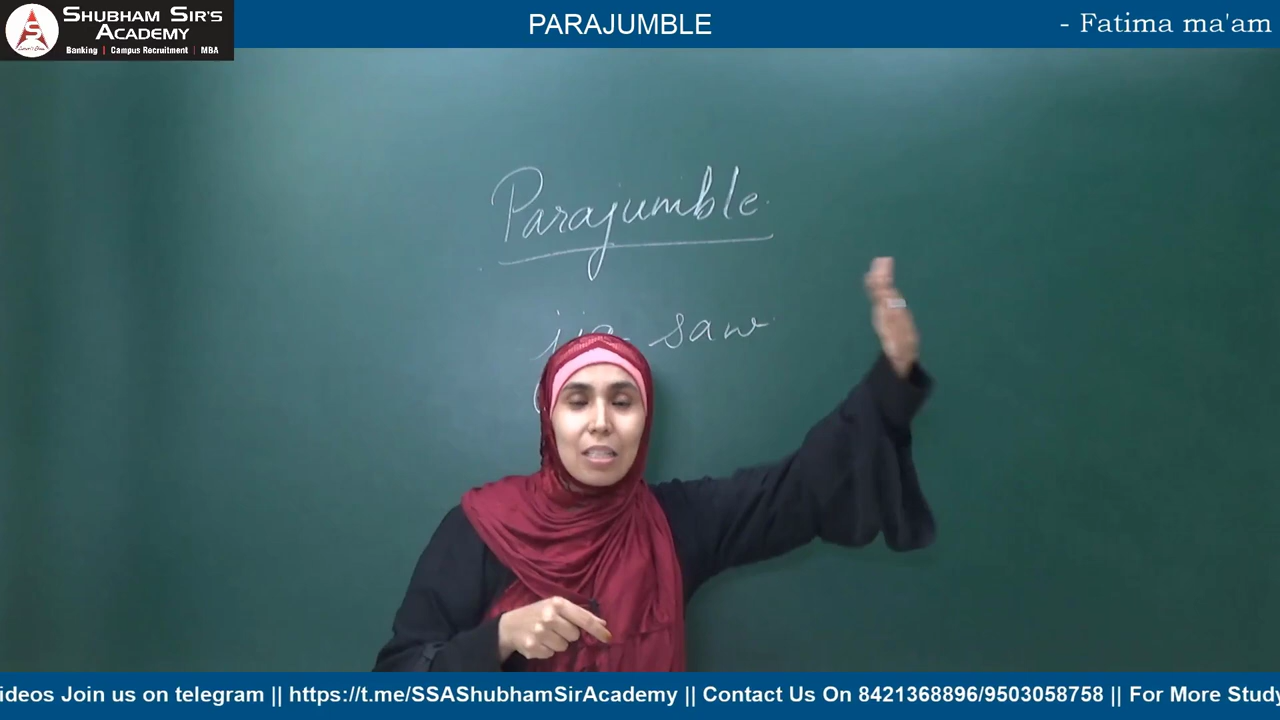 SHUBHAM SIR'S
ACADEMY
Banking | Campus Recruitment | MBA
PARAJUMBLE
- Fatima ma'am
Parajumble
jig saw
ideos Join us on telegram || https://t.me/SSAShubhamSirAcademy || Contact Us On 8421368896/9503058758 || For More Study